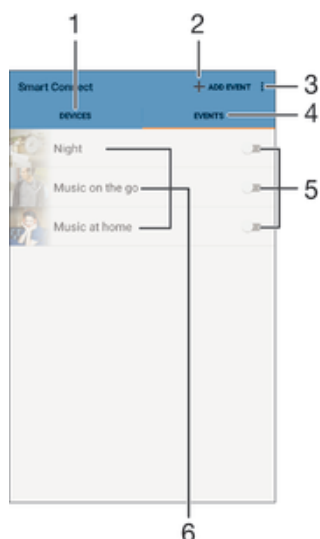 1
2
Smart Connect
ADD EVENT
3
DEVICES
EVENTS
4
Night
Music on the go
5
Music at home
6